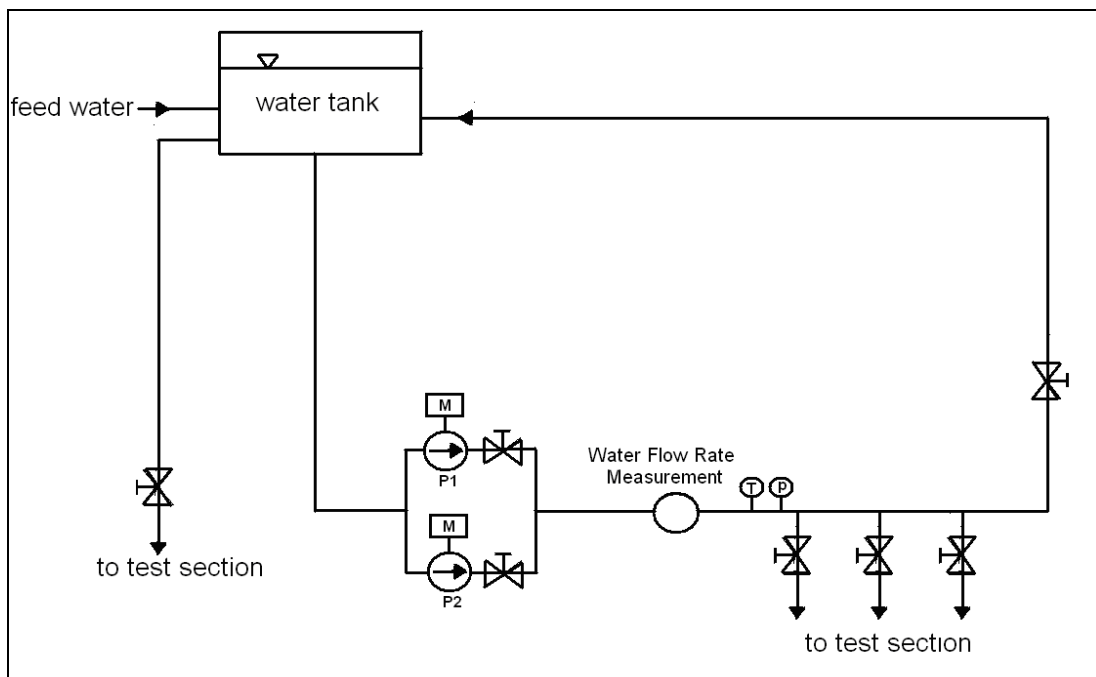 feed water
water tank
M
P1
M
P2
Water Flow Rate
Measurement
T
P
to test section
to test section